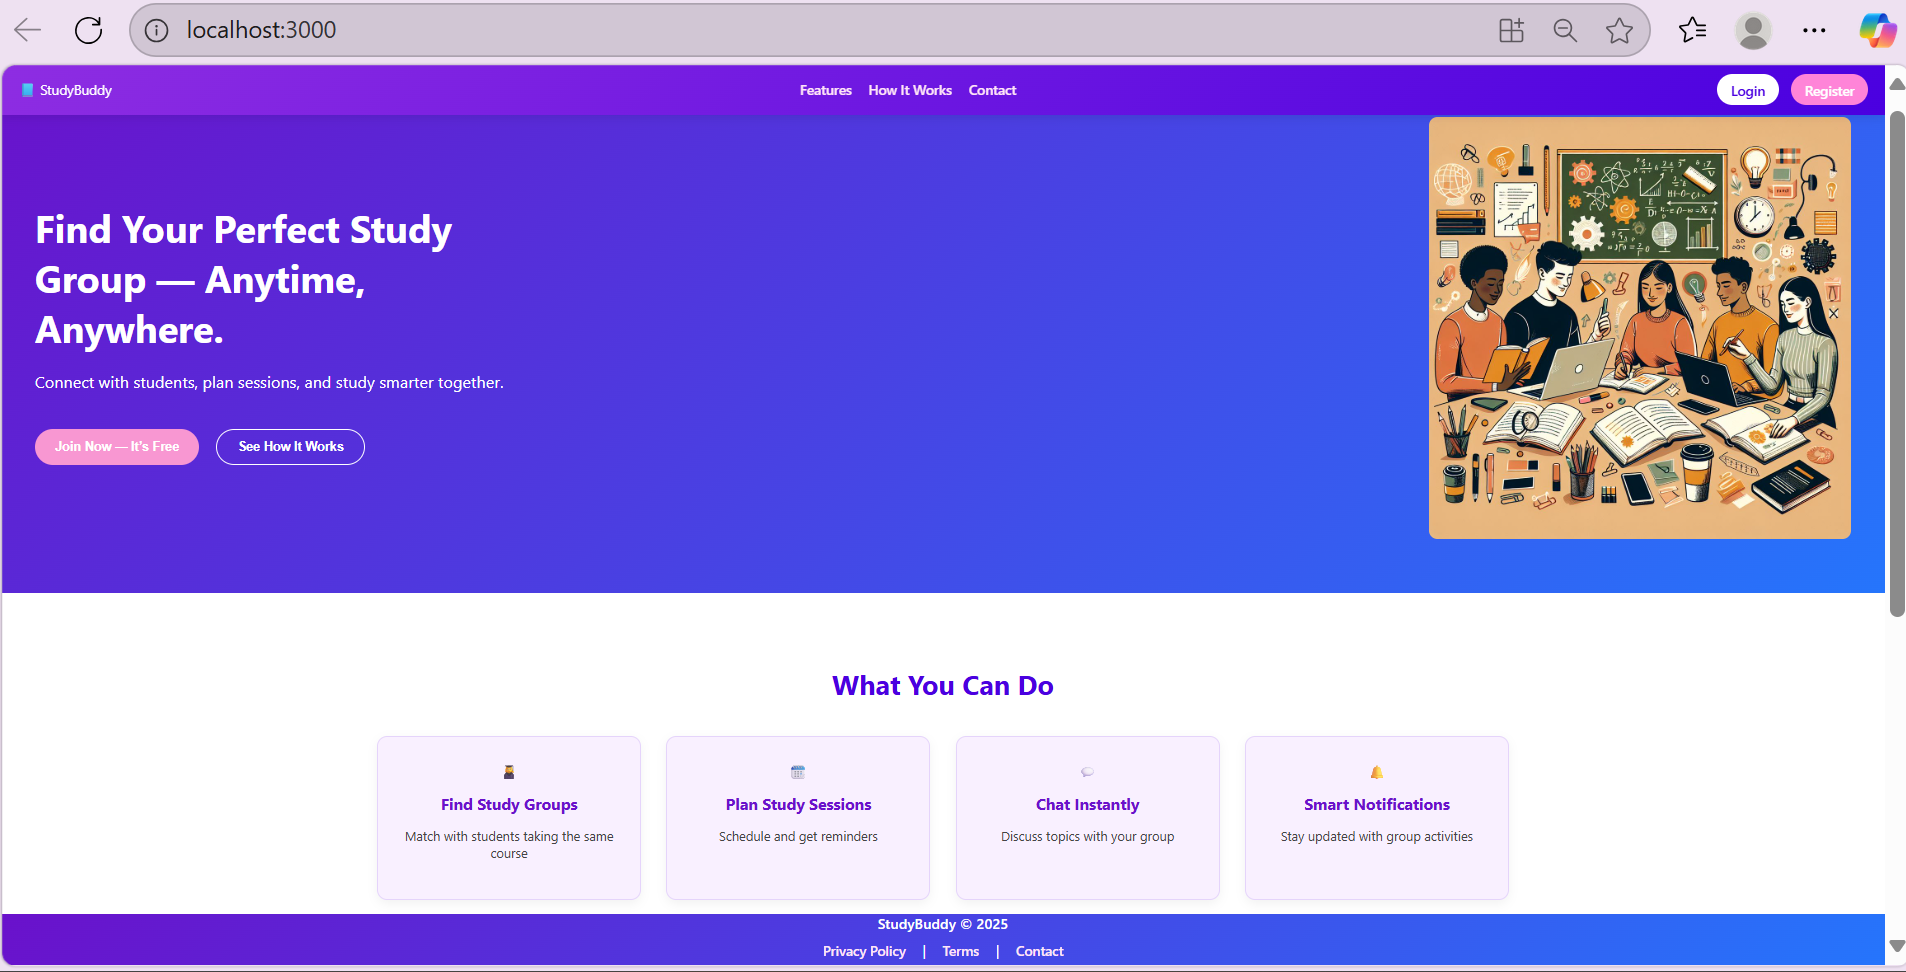 localhost:3000
StudyBuddy
Features How It Works Contact
Login Register
Find Your Perfect Study
Group — Anytime,
Anywhere.
Connect with students, plan sessions, and study smarter together.
Join Now — It's Free See How It Works
What You Can Do
Find Study Groups
Match with students taking the same
course
Plan Study Sessions
Schedule and get reminders
Chat Instantly
Discuss topics with your group
Smart Notifications
Stay updated with group activities
StudyBuddy © 2025
Privacy Policy | Terms | Contact